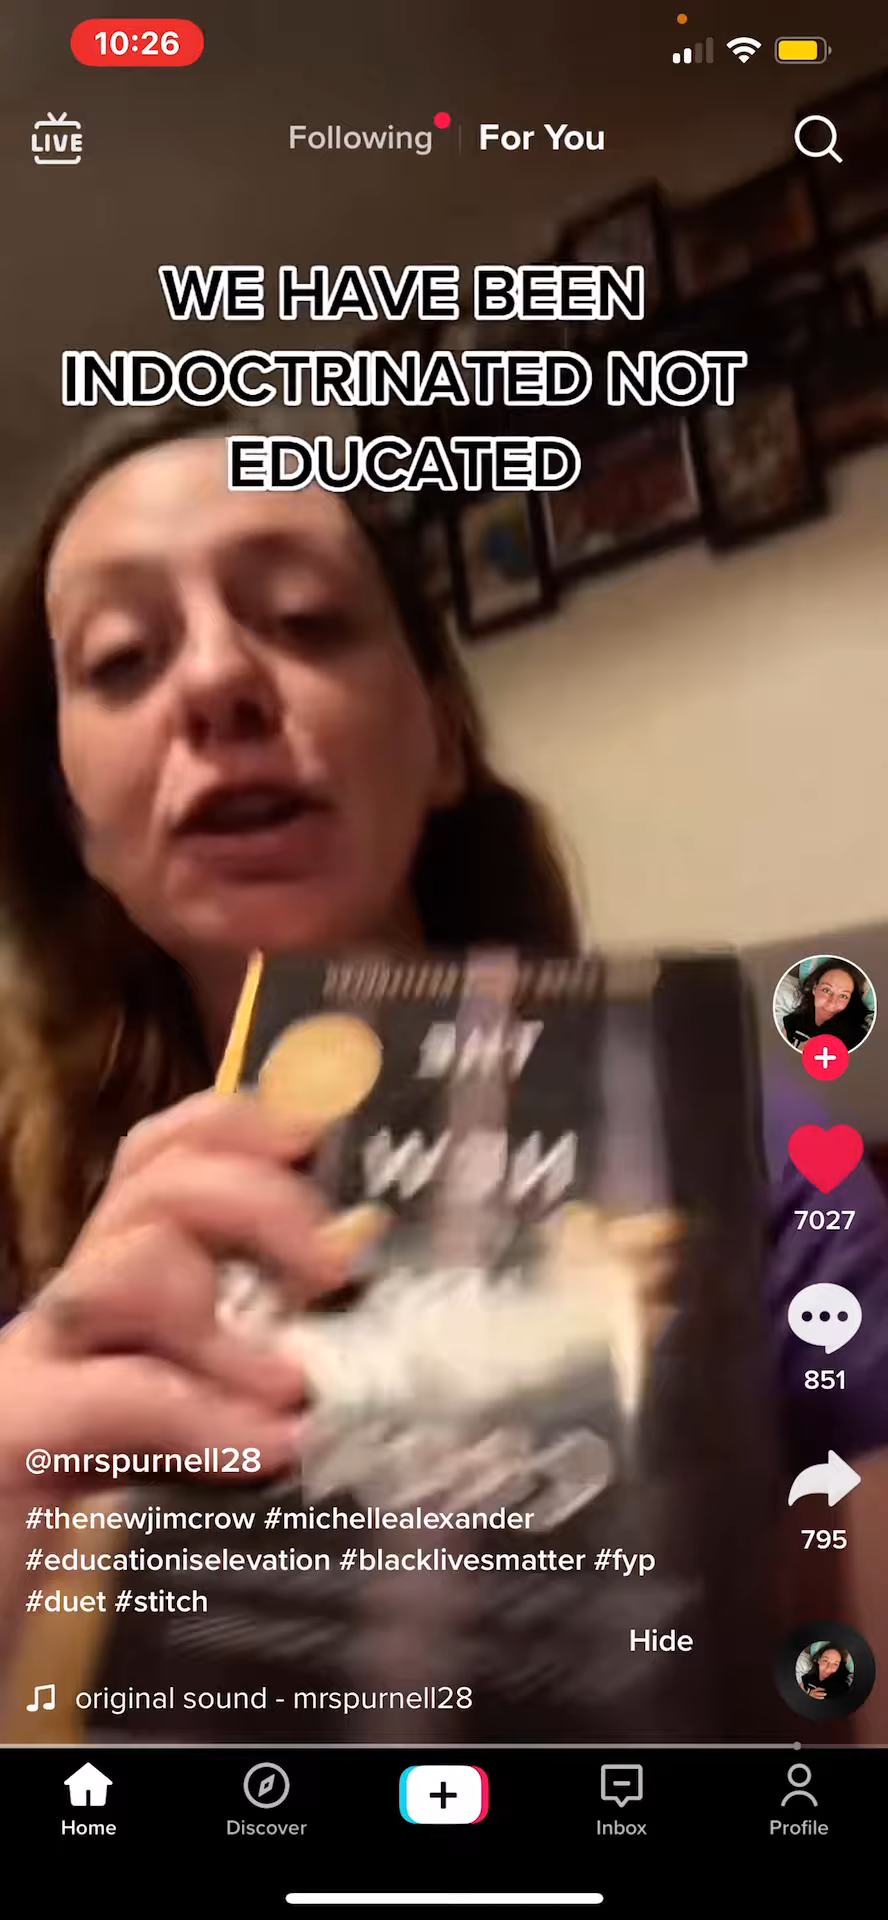 10:26
LIVE
Following
For You
WE HAVE BEEN
INDOCTRINATED NOT
EDUCATED
7027
851
795
@mrspurnell28
#thenewjimcrow #michellealexander
#educationiselevation #blacklivesmatter #fyp
#duet #stitch
Hide
original sound - mrspurnell28
Home
Discover
Inbox
Profile